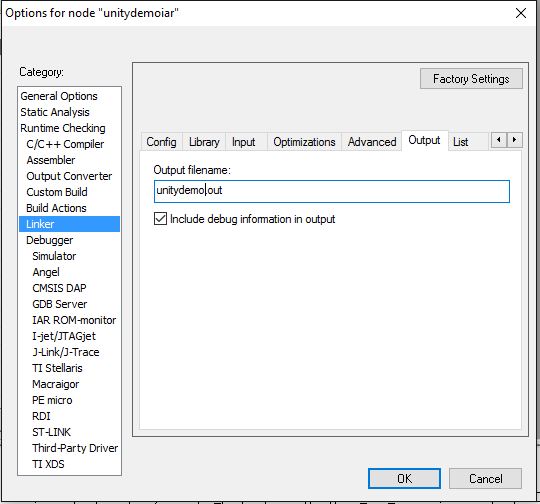 Options for node "unitydemoiar"
Category:
General Options
Static Analysis
Runtime Checking
C/C++ Compiler
Assembler
Output Converter
Custom Build
Build Actions
Linker
Debugger
Simulator
Angel
CMSIS DAP
GDB Server
IAR ROM-monitor
I-jet/JTAGjet
J-Link/J-Trace
TI Stellaris
Macraigor
PE micro
RDI
ST-LINK
Third-Party Driver
TI XDS
Factory Settings
Config Library Input Optimizations Advanced Output List
Output filename:
unitydemo.out
Include debug information in output
OK Cancel